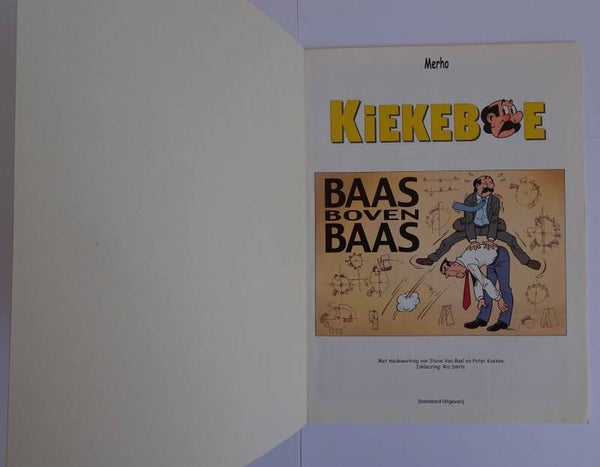 Merho
KiEKEBOE
BAAS
BOVEN
BAAS
Met medewerking van Steve Van Bael en Peter Koeken
Inkleuring: Ric Smits
Standaard Uitgeverij